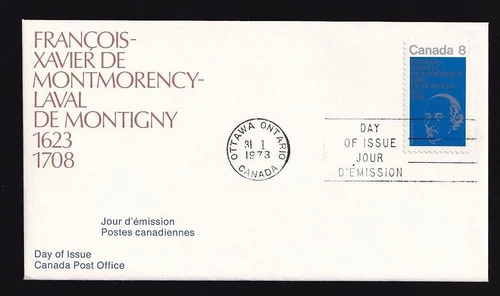 FRANÇOIS-
XAVIER DE
MONTMORENCY-
LAVAL
DE MONTIGNY
1623
1708
Canada 8
OTTAWA ONTARIO
31 I
1973
CANADA
DAY
OF ISSUE
JOUR
D'ÉMISSION
Jour d'émission
Postes canadiennes
Day of Issue
Canada Post Office